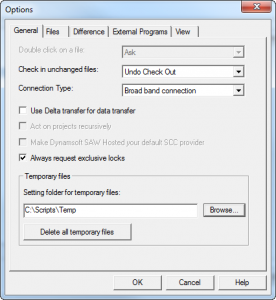 Options
General Files Difference External Programs View
Double click on a file: Ask
Check in unchanged files: Undo Check Out
Connection Type: Broad band connection
Use Delta transfer for data transfer
Act on projects recursively
Make Dynamsoft SAW Hosted your default SCC provider
Always request exclusive locks
Temporary files
Setting folder for temporary files:
C:\Scripts\Temp Browse...
Delete all temporary files
OK Cancel Help